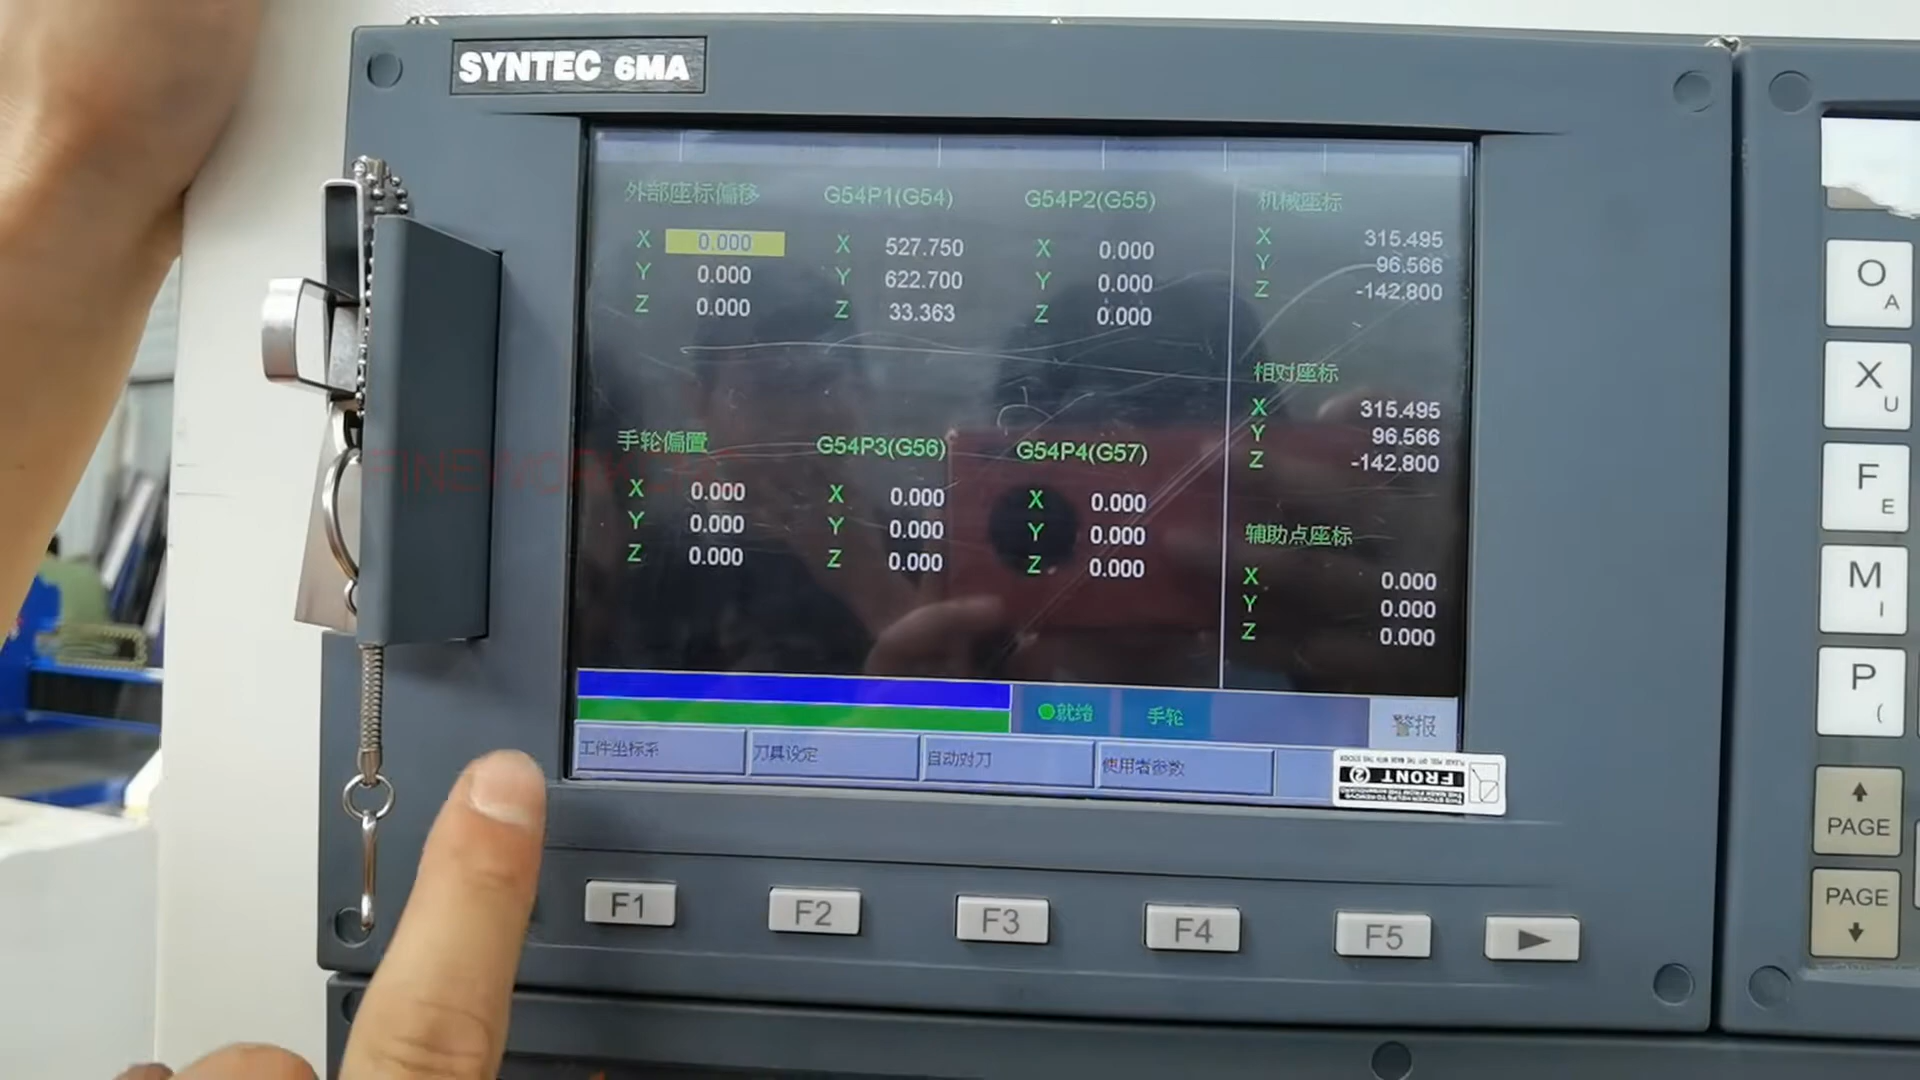 SYNTEC 6MA
外部座标偏移 G54P1(G54) G54P2(G55)
X 0.000 X 527.750 X 0.000
Y 0.000 Y 622.700 Y 0.000
Z 0.000 Z 33.363 Z 0.000
手轮偏置 G54P3(G56) G54P4(G57)
X 0.000 X 0.000 X 0.000
Y 0.000 Y 0.000 Y 0.000
Z 0.000 Z 0.000 Z 0.000
机械座标
X 315.495
Y 96.566
Z -142.800
相对座标
X 315.495
Y 96.566
Z -142.800
辅助点座标
X 0.000
Y 0.000
Z 0.000
就绪 手轮 警报
工件坐标系 刀具设定 自动对刀 使用者参数
FRONT ②
F1 F2 F3 F4 F5
O A
X U
F E
M I
P (
PAGE
PAGE
FINEWORK